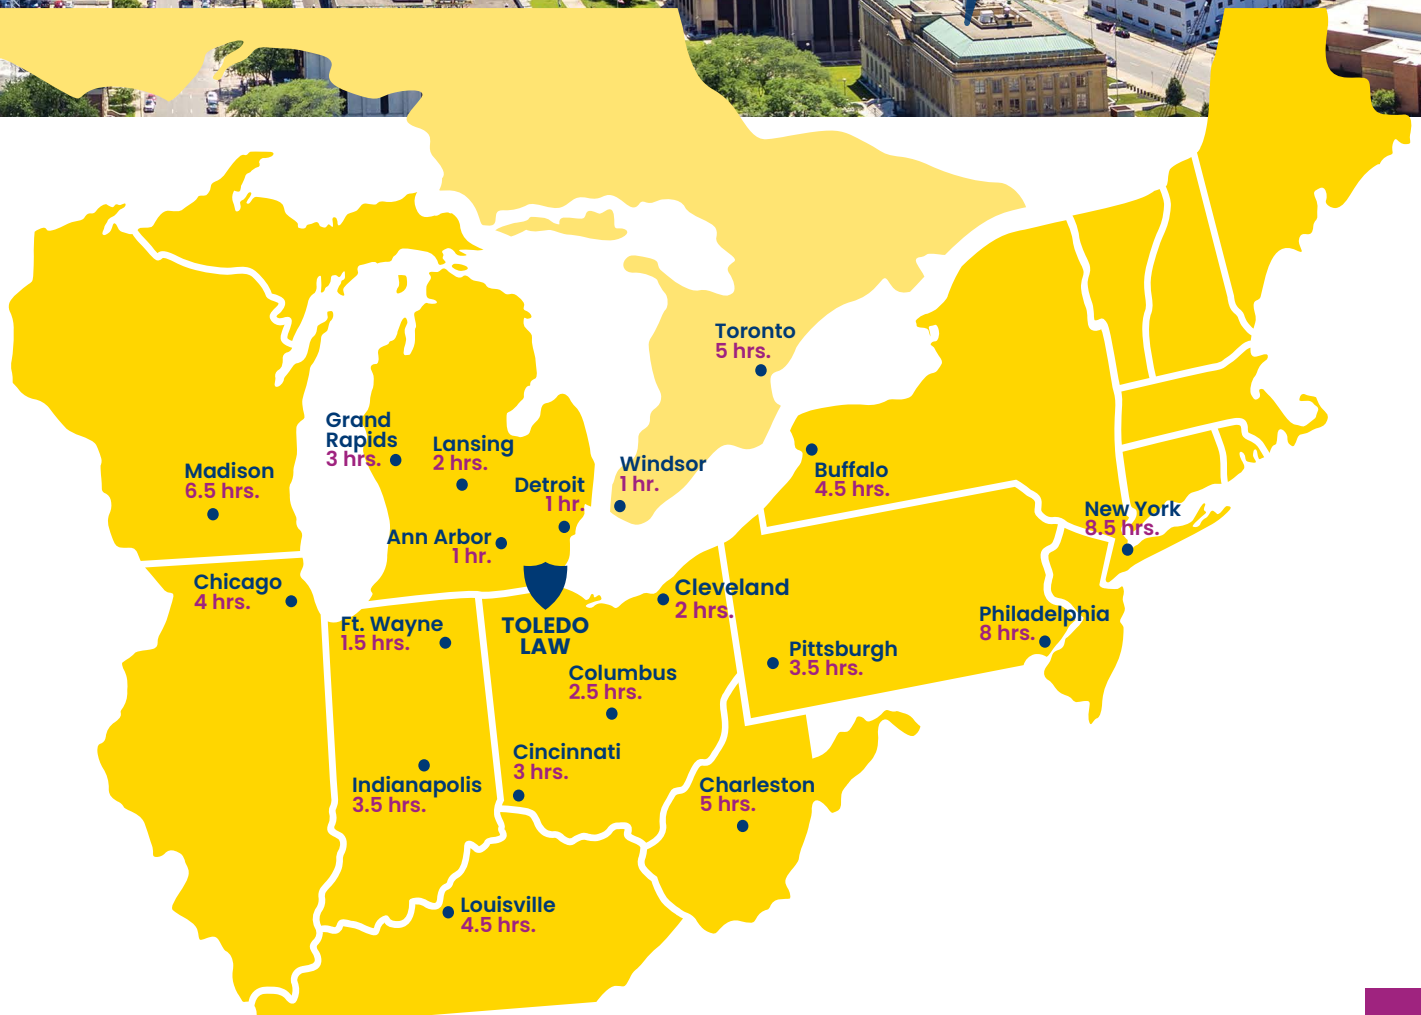 Toronto
5 hrs.
Grand
Rapids
3 hrs.
Lansing
2 hrs.
Madison
6.5 hrs.
Detroit
1 hr.
Windsor
1 hr.
Buffalo
4.5 hrs.
New York
8.5 hrs.
Ann Arbor
1 hr.
Chicago
4 hrs.
Cleveland
2 hrs.
Ft. Wayne
1.5 hrs.
TOLEDO
LAW
Philadelphia
8 hrs.
Pittsburgh
3.5 hrs.
Columbus
2.5 hrs.
Cincinnati
3 hrs.
Indianapolis
3.5 hrs.
Charleston
5 hrs.
Louisville
4.5 hrs.